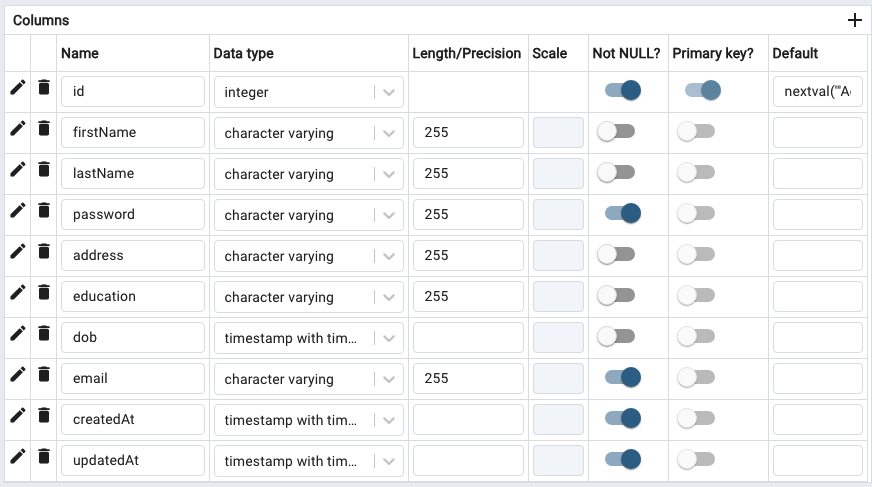 Columns
Name Data type Length/Precision Scale Not NULL? Primary key? Default
id integer nextval('"A
firstName character varying 255
lastName character varying 255
password character varying 255
address character varying 255
education character varying 255
dob timestamp with tim...
email character varying 255
createdAt timestamp with tim...
updatedAt timestamp with tim...